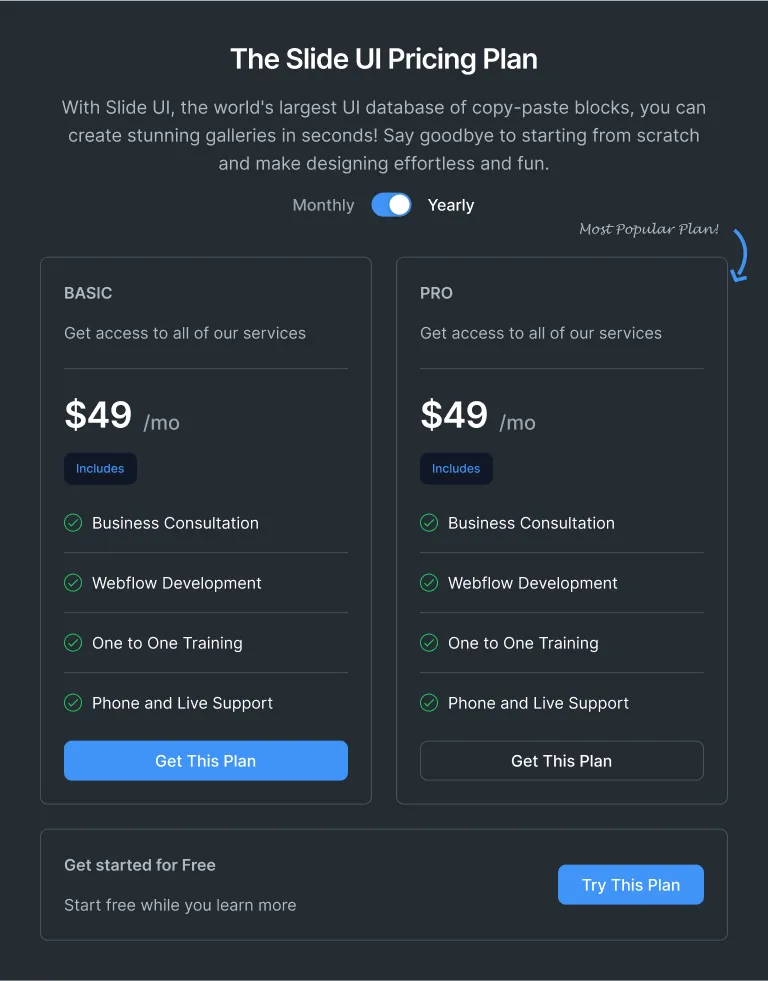 The Slide UI Pricing Plan
With Slide UI, the world's largest UI database of copy-paste blocks, you can
create stunning galleries in seconds! Say goodbye to starting from scratch
and make designing effortless and fun.
Monthly Yearly
Most Popular Plan!
BASIC
Get access to all of our services
$49 /mo
Includes
Business Consultation
Webflow Development
One to One Training
Phone and Live Support
Get This Plan
PRO
Get access to all of our services
$49 /mo
Includes
Business Consultation
Webflow Development
One to One Training
Phone and Live Support
Get This Plan
Get started for Free
Start free while you learn more
Try This Plan